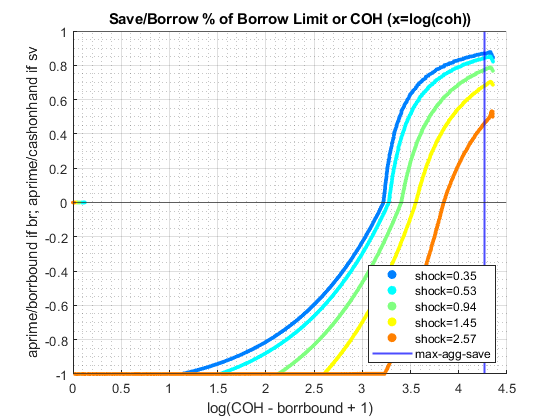 Save/Borrow % of Borrow Limit or COH (x=log(coh))
aprime/borrbound if br; aprime/cashonhand if sv
1
0.8
0.6
0.4
0.2
0
-0.2
-0.4
-0.6
-0.8
-1
shock=0.35
shock=0.53
shock=0.94
shock=1.45
shock=2.57
max-agg-save
0 0.5 1 1.5 2 2.5 3 3.5 4 4.5
log(COH - borrbound + 1)